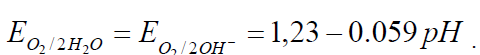 E_{O_2/2H_2O} = E_{O_2/2OH^-} = 1,23 – 0.059 pH .